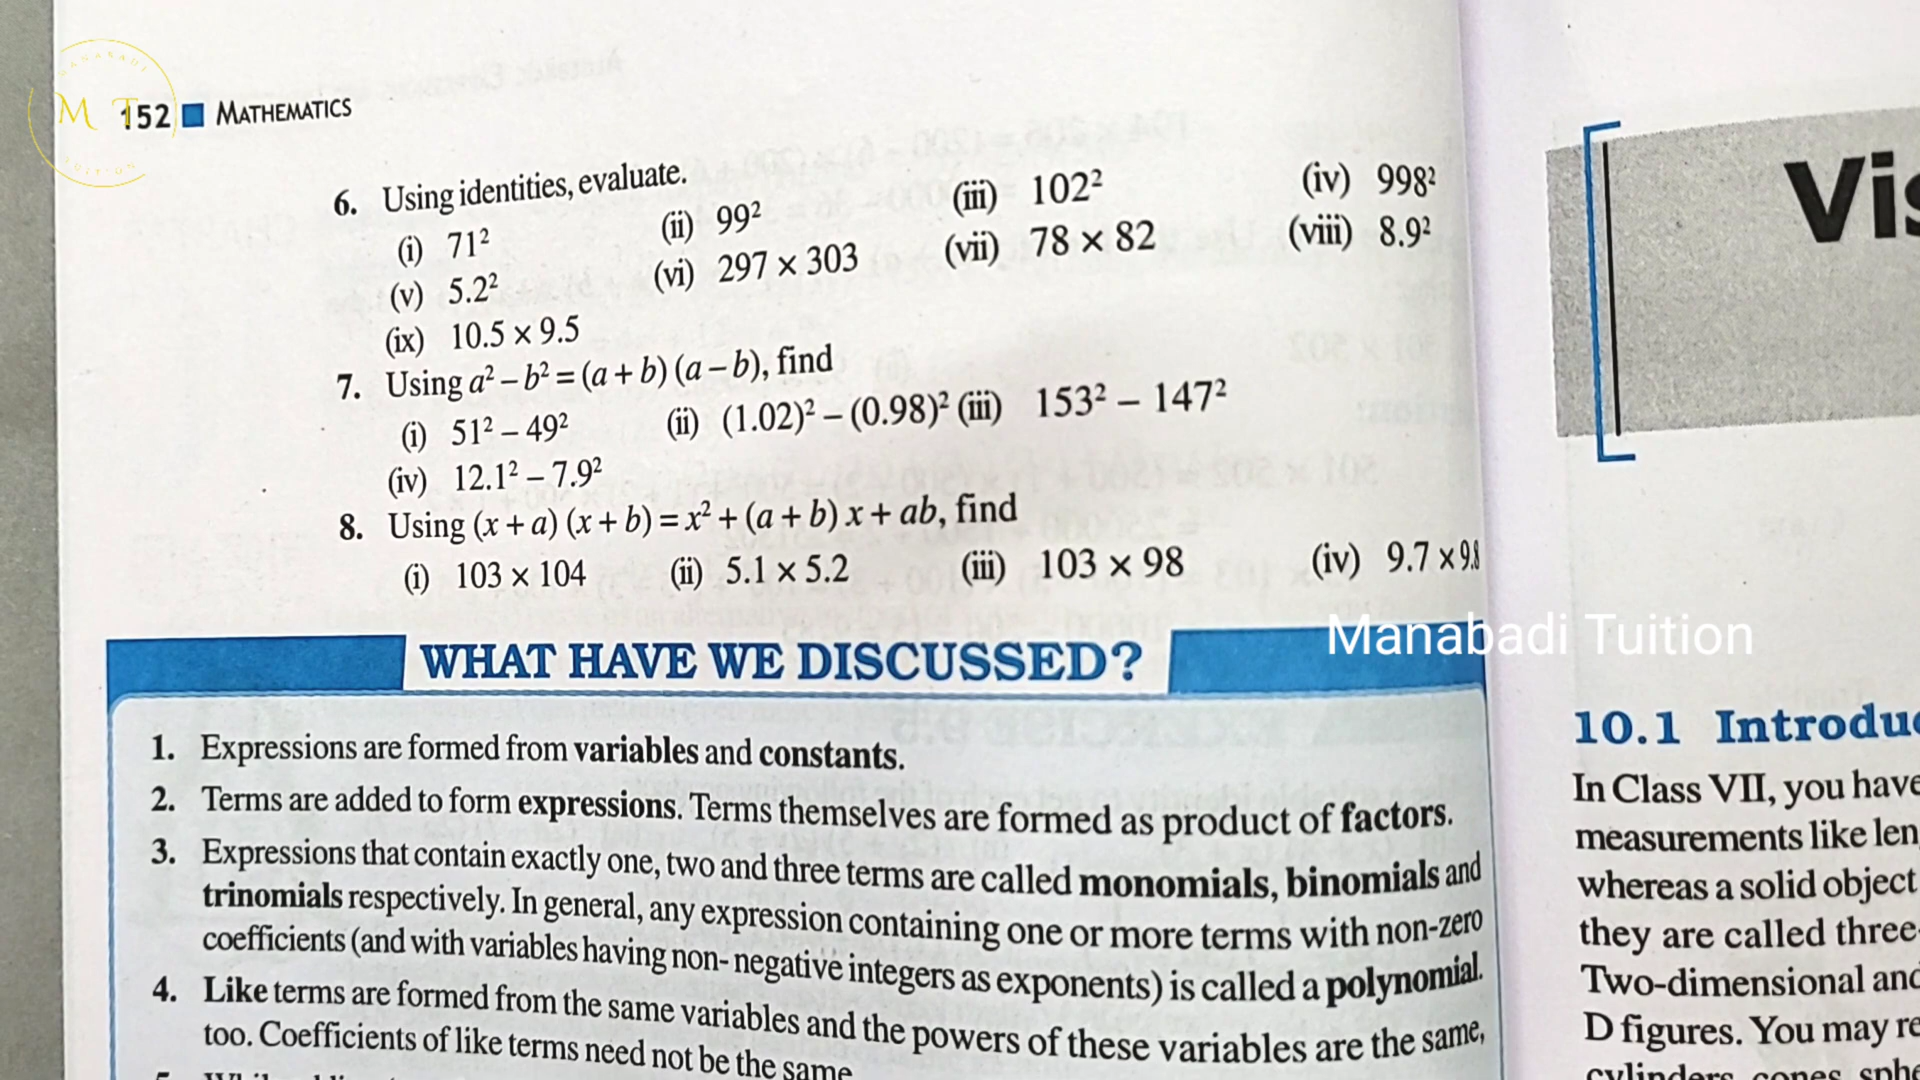 MANABADI
M T
TUITION
152 ■ MATHEMATICS
6. Using identities, evaluate.
(i) 71² (ii) 99² (iii) 102² (iv) 998²
(v) 5.2² (vi) 297 × 303 (vii) 78 × 82 (viii) 8.9²
(ix) 10.5 × 9.5
7. Using a² – b² = (a + b) (a – b), find
(i) 51² – 49² (ii) (1.02)² – (0.98)² (iii) 153² – 147²
(iv) 12.1² – 7.9²
8. Using (x + a) (x + b) = x² + (a + b) x + ab, find
(i) 103 × 104 (ii) 5.1 × 5.2 (iii) 103 × 98 (iv) 9.7 × 9.8
Manabadi Tuition
WHAT HAVE WE DISCUSSED?
1. Expressions are formed from variables and constants.
2. Terms are added to form expressions. Terms themselves are formed as product of factors.
3. Expressions that contain exactly one, two and three terms are called monomials, binomials and
trinomials respectively. In general, any expression containing one or more terms with non-zero
coefficients (and with variables having non- negative integers as exponents) is called a polynomial.
4. Like terms are formed from the same variables and the powers of these variables are the same,
too. Coefficients of like terms need not be the same
Vis
10.1 Introduc
In Class VII, you have
measurements like len
whereas a solid object
they are called three-
Two-dimensional and
D figures. You may re
cylinders, cones, sphe